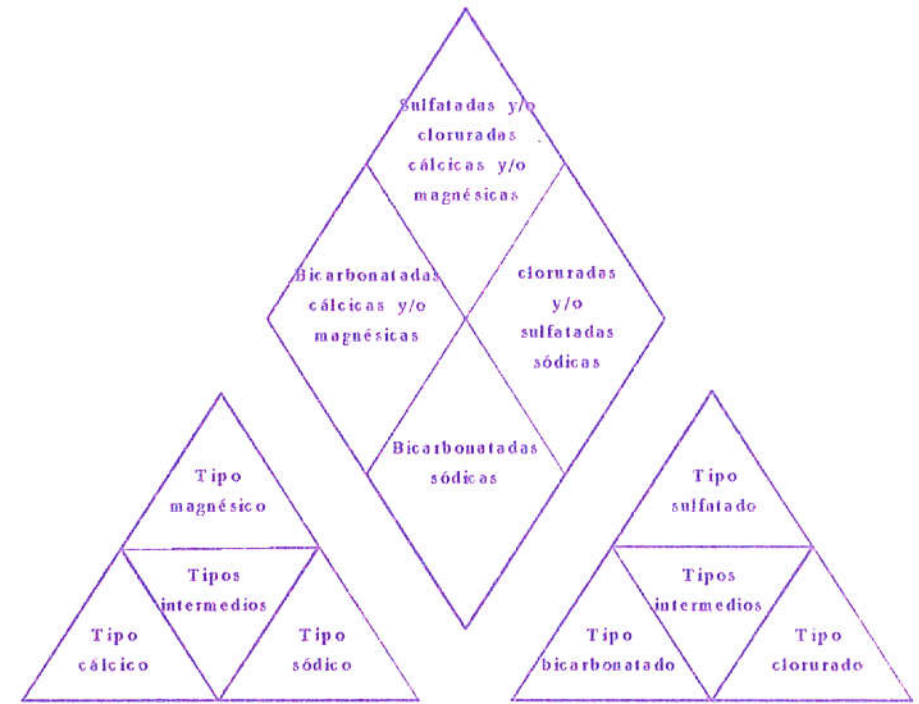 Sulfatadas y/o
cloruradas
cálcicas y/o
magnésicas
Bicarbonatadas
cálcicas y/o
magnésicas
cloruradas
y/o
sulfatadas
sódicas
Bicarbonatadas
sódicas
Tipo
magnésico
Tipos
intermedios
Tipo
cálcico
Tipo
sódico
Tipo
sulfatado
Tipos
intermedios
Tipo
bicarbonatado
Tipo
clorurado